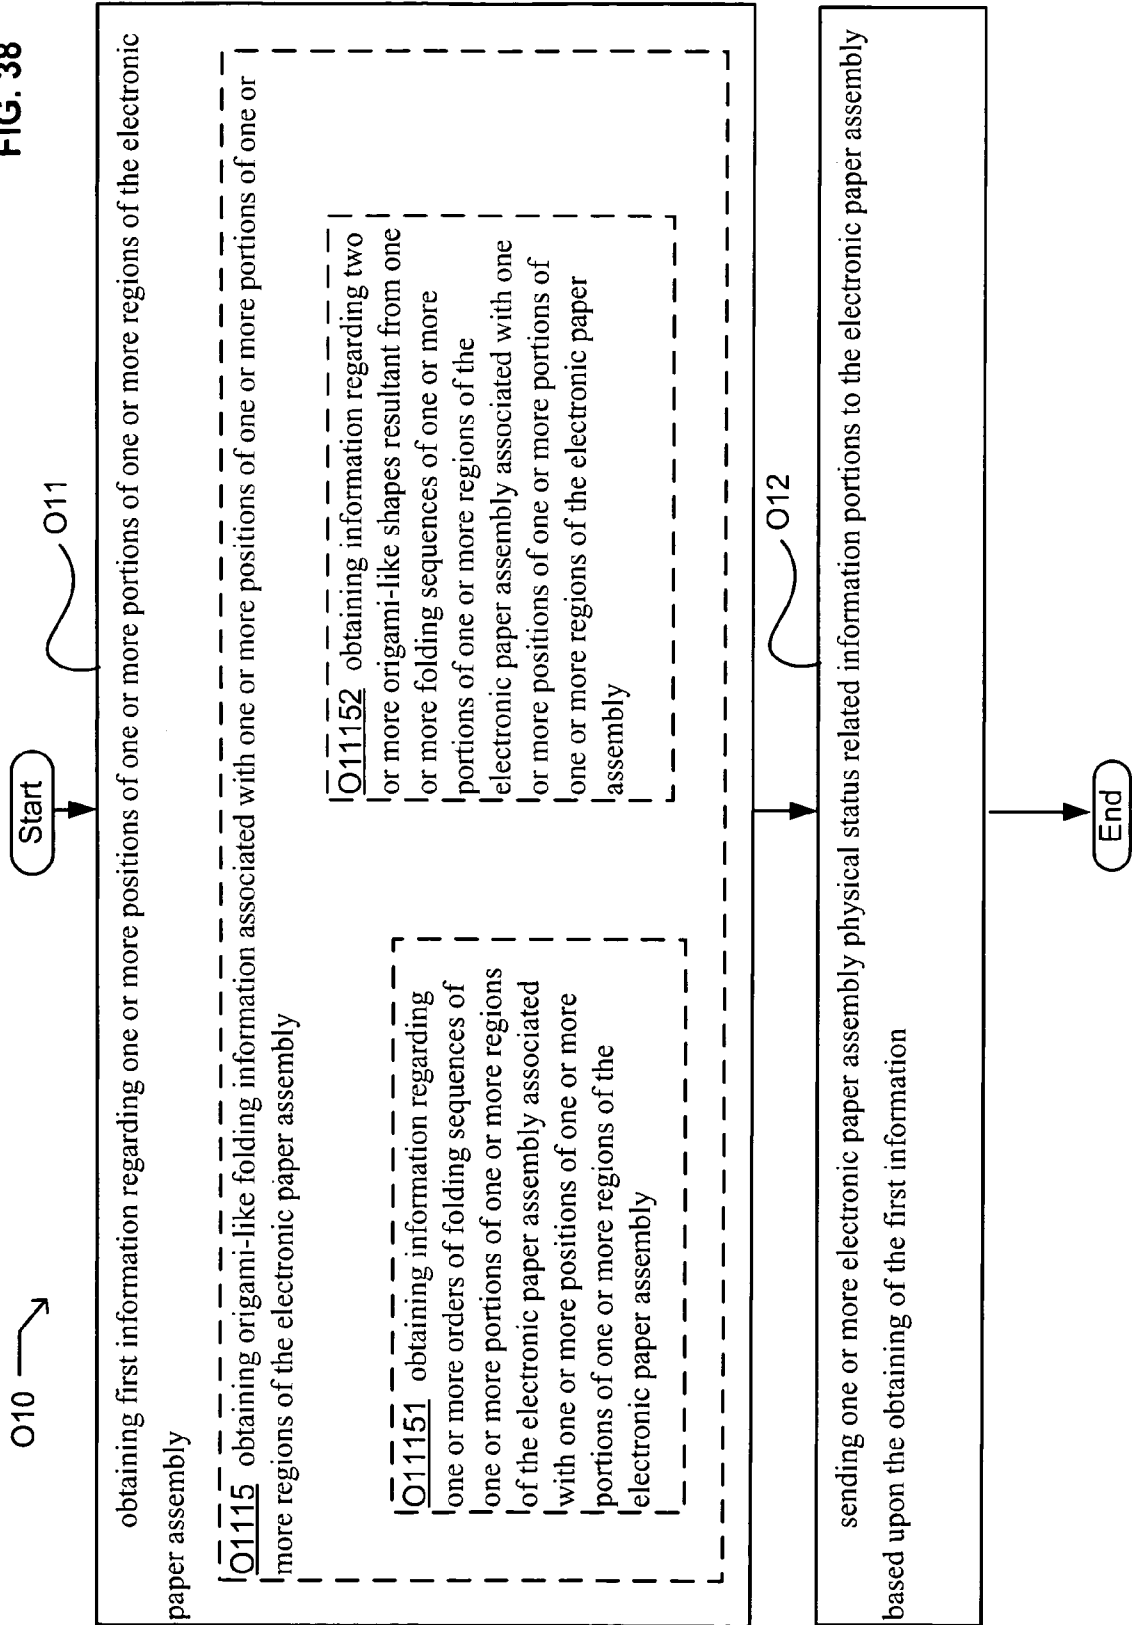 FIG. 38
O10
Start
O11
obtaining first information regarding one or more positions of one or more portions of one or more regions of the electronic
paper assembly
O1115 obtaining origami-like folding information associated with one or more positions of one or more portions of one or
more regions of the electronic paper assembly
O11151 obtaining information regarding
one or more orders of folding sequences of
one or more portions of one or more regions
of the electronic paper assembly associated
with one or more positions of one or more
portions of one or more regions of the
electronic paper assembly
O11152 obtaining information regarding two
or more origami-like shapes resultant from one
or more folding sequences of one or more
portions of one or more regions of the
electronic paper assembly associated with one
or more positions of one or more portions of
one or more regions of the electronic paper
assembly
O12
sending one or more electronic paper assembly physical status related information portions to the electronic paper assembly
based upon the obtaining of the first information
End